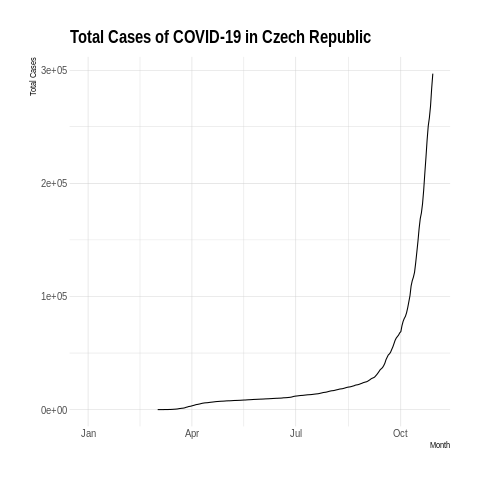 Total Cases of COVID-19 in Czech Republic
Total Cases
3e+05
2e+05
1e+05
0e+00
Jan Apr Jul Oct
Month